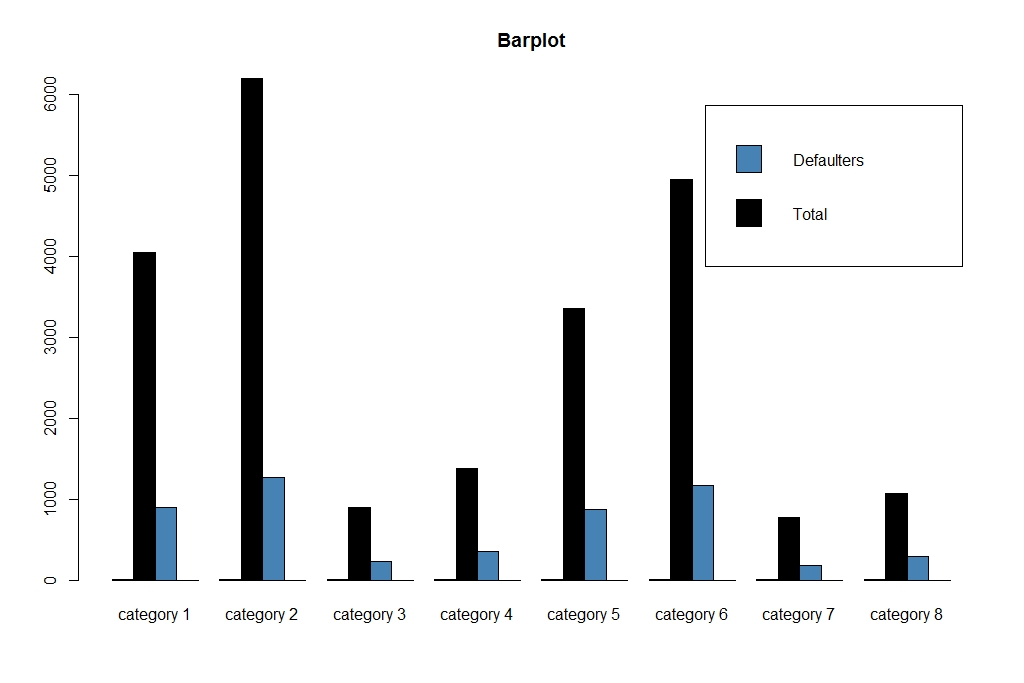 Barplot
6000
5000
4000
3000
2000
1000
0
Defaulters
Total
category 1
category 2
category 3
category 4
category 5
category 6
category 7
category 8